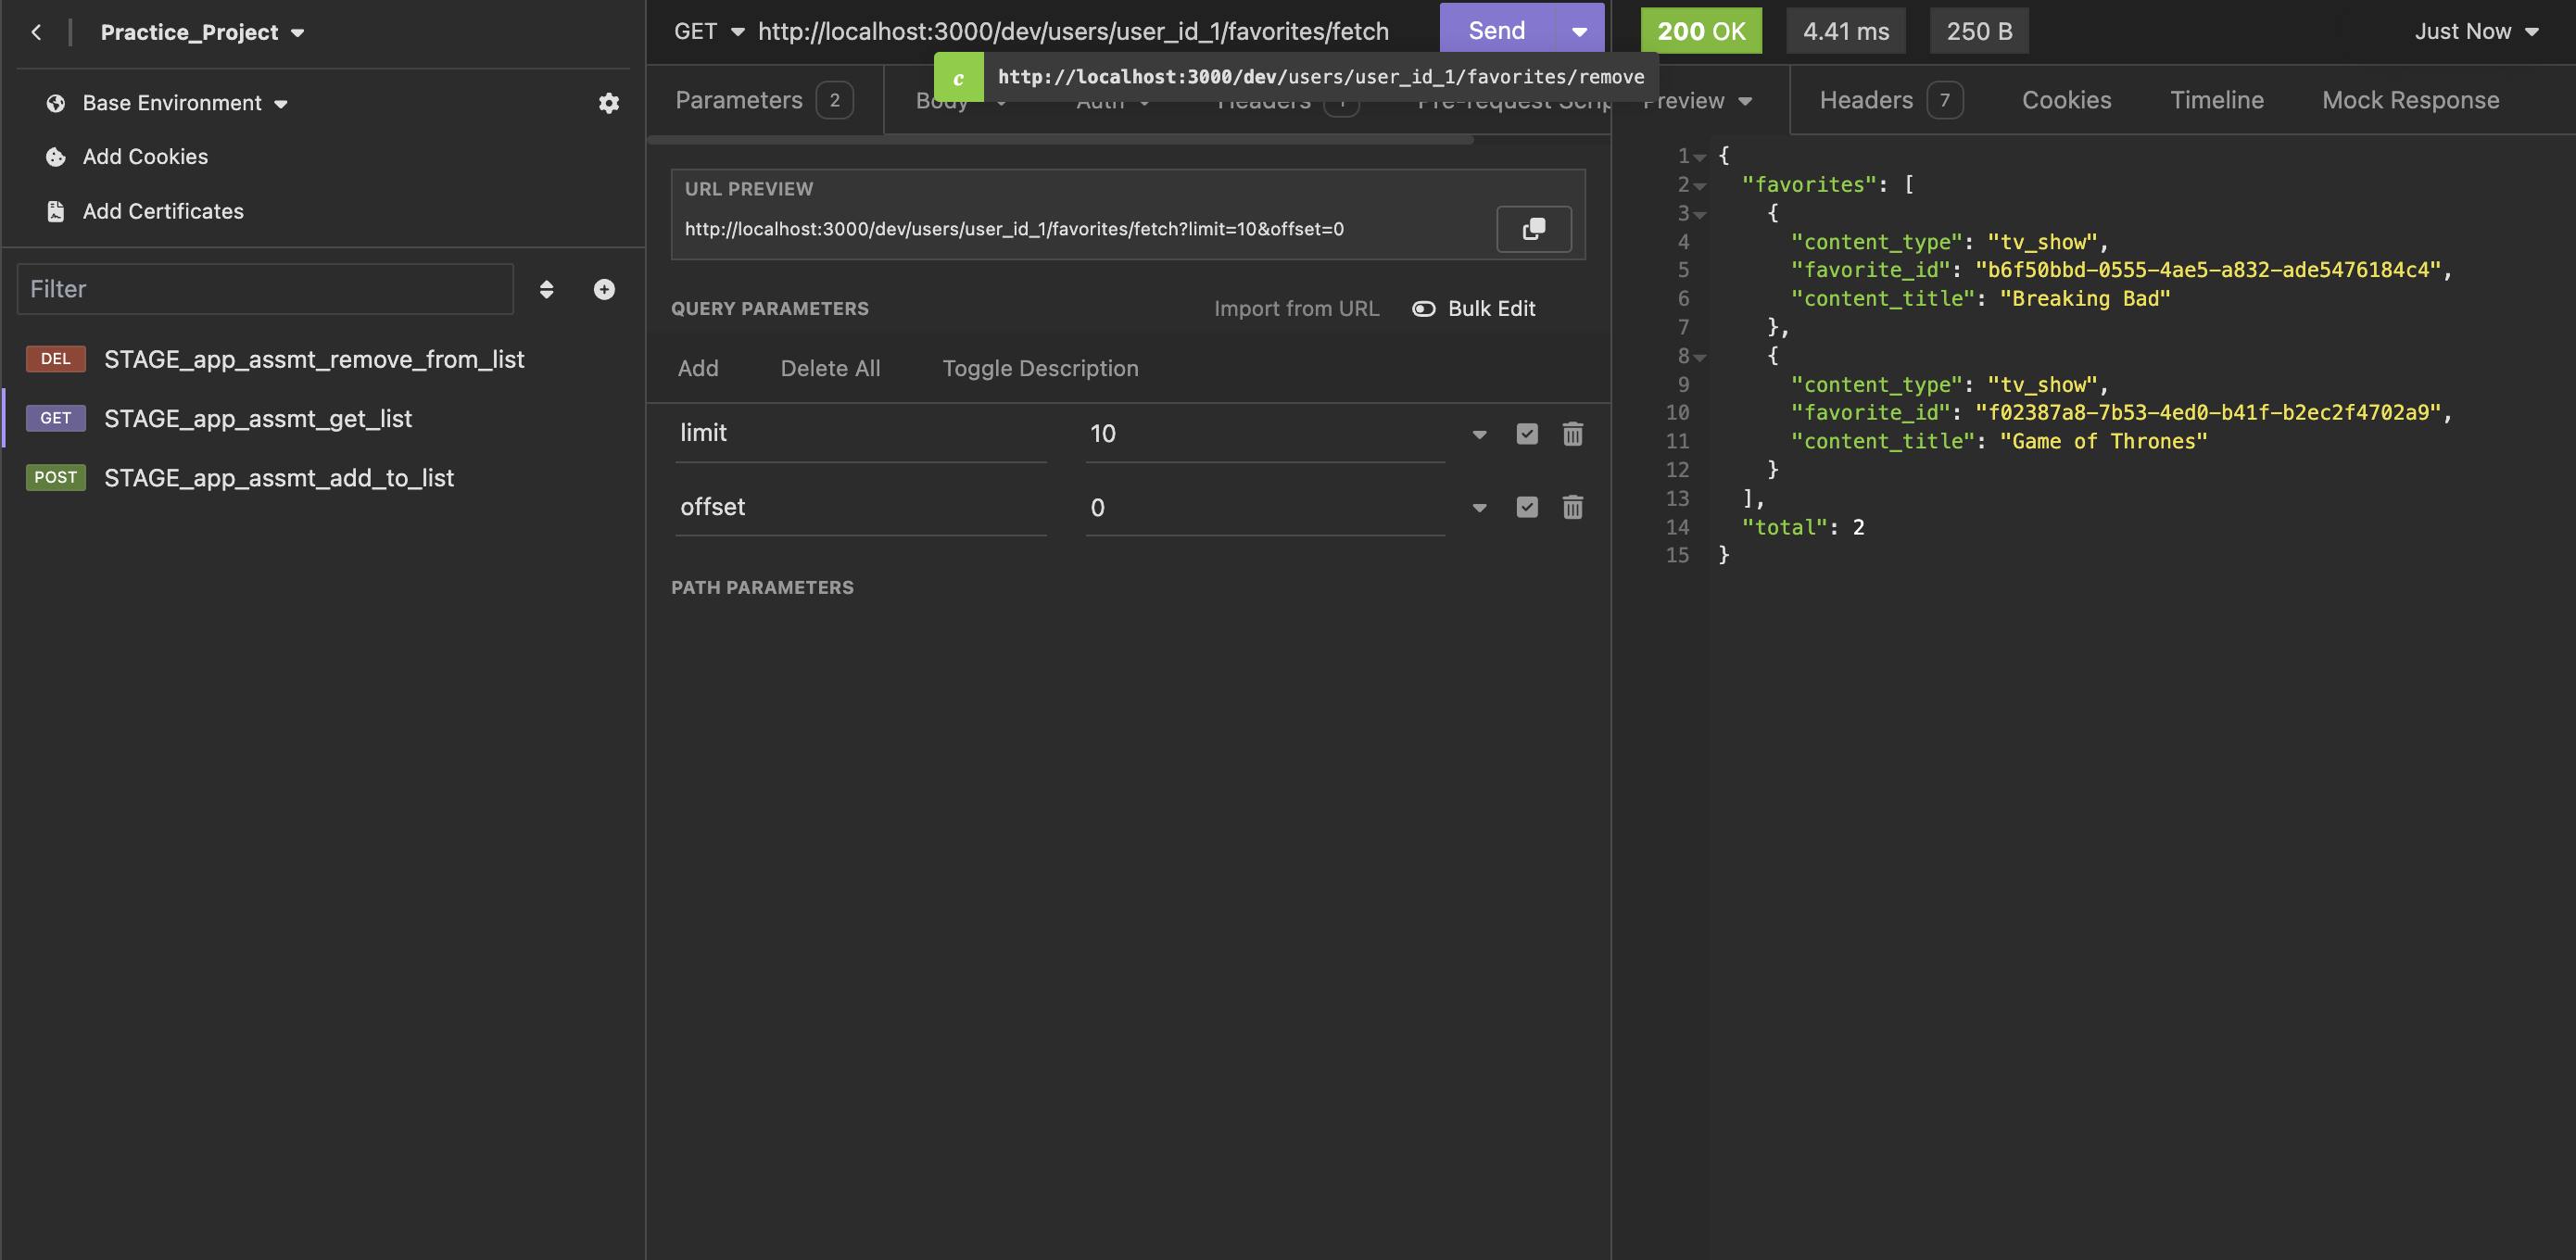 Practice_Project
Base Environment
Add Cookies
Add Certificates
Filter
DEL STAGE_app_assmt_remove_from_list
GET STAGE_app_assmt_get_list
POST STAGE_app_assmt_add_to_list
GET http://localhost:3000/dev/users/user_id_1/favorites/fetch Send
c http://localhost:3000/dev/users/user_id_1/favorites/remove
Parameters 2 Body Auth Headers 1 Pre-request Scrip
URL PREVIEW
http://localhost:3000/dev/users/user_id_1/favorites/fetch?limit=10&offset=0
QUERY PARAMETERS Import from URL Bulk Edit
Add Delete All Toggle Description
limit 10
offset 0
PATH PARAMETERS
200 OK 4.41 ms 250 B Just Now
Preview Headers 7 Cookies Timeline Mock Response
1 {
2 "favorites": [
3 {
4 "content_type": "tv_show",
5 "favorite_id": "b6f50bbd-0555-4ae5-a832-ade5476184c4",
6 "content_title": "Breaking Bad"
7 },
8 {
9 "content_type": "tv_show",
10 "favorite_id": "f02387a8-7b53-4ed0-b41f-b2ec2f4702a9",
11 "content_title": "Game of Thrones"
12 }
13 ],
14 "total": 2
15 }